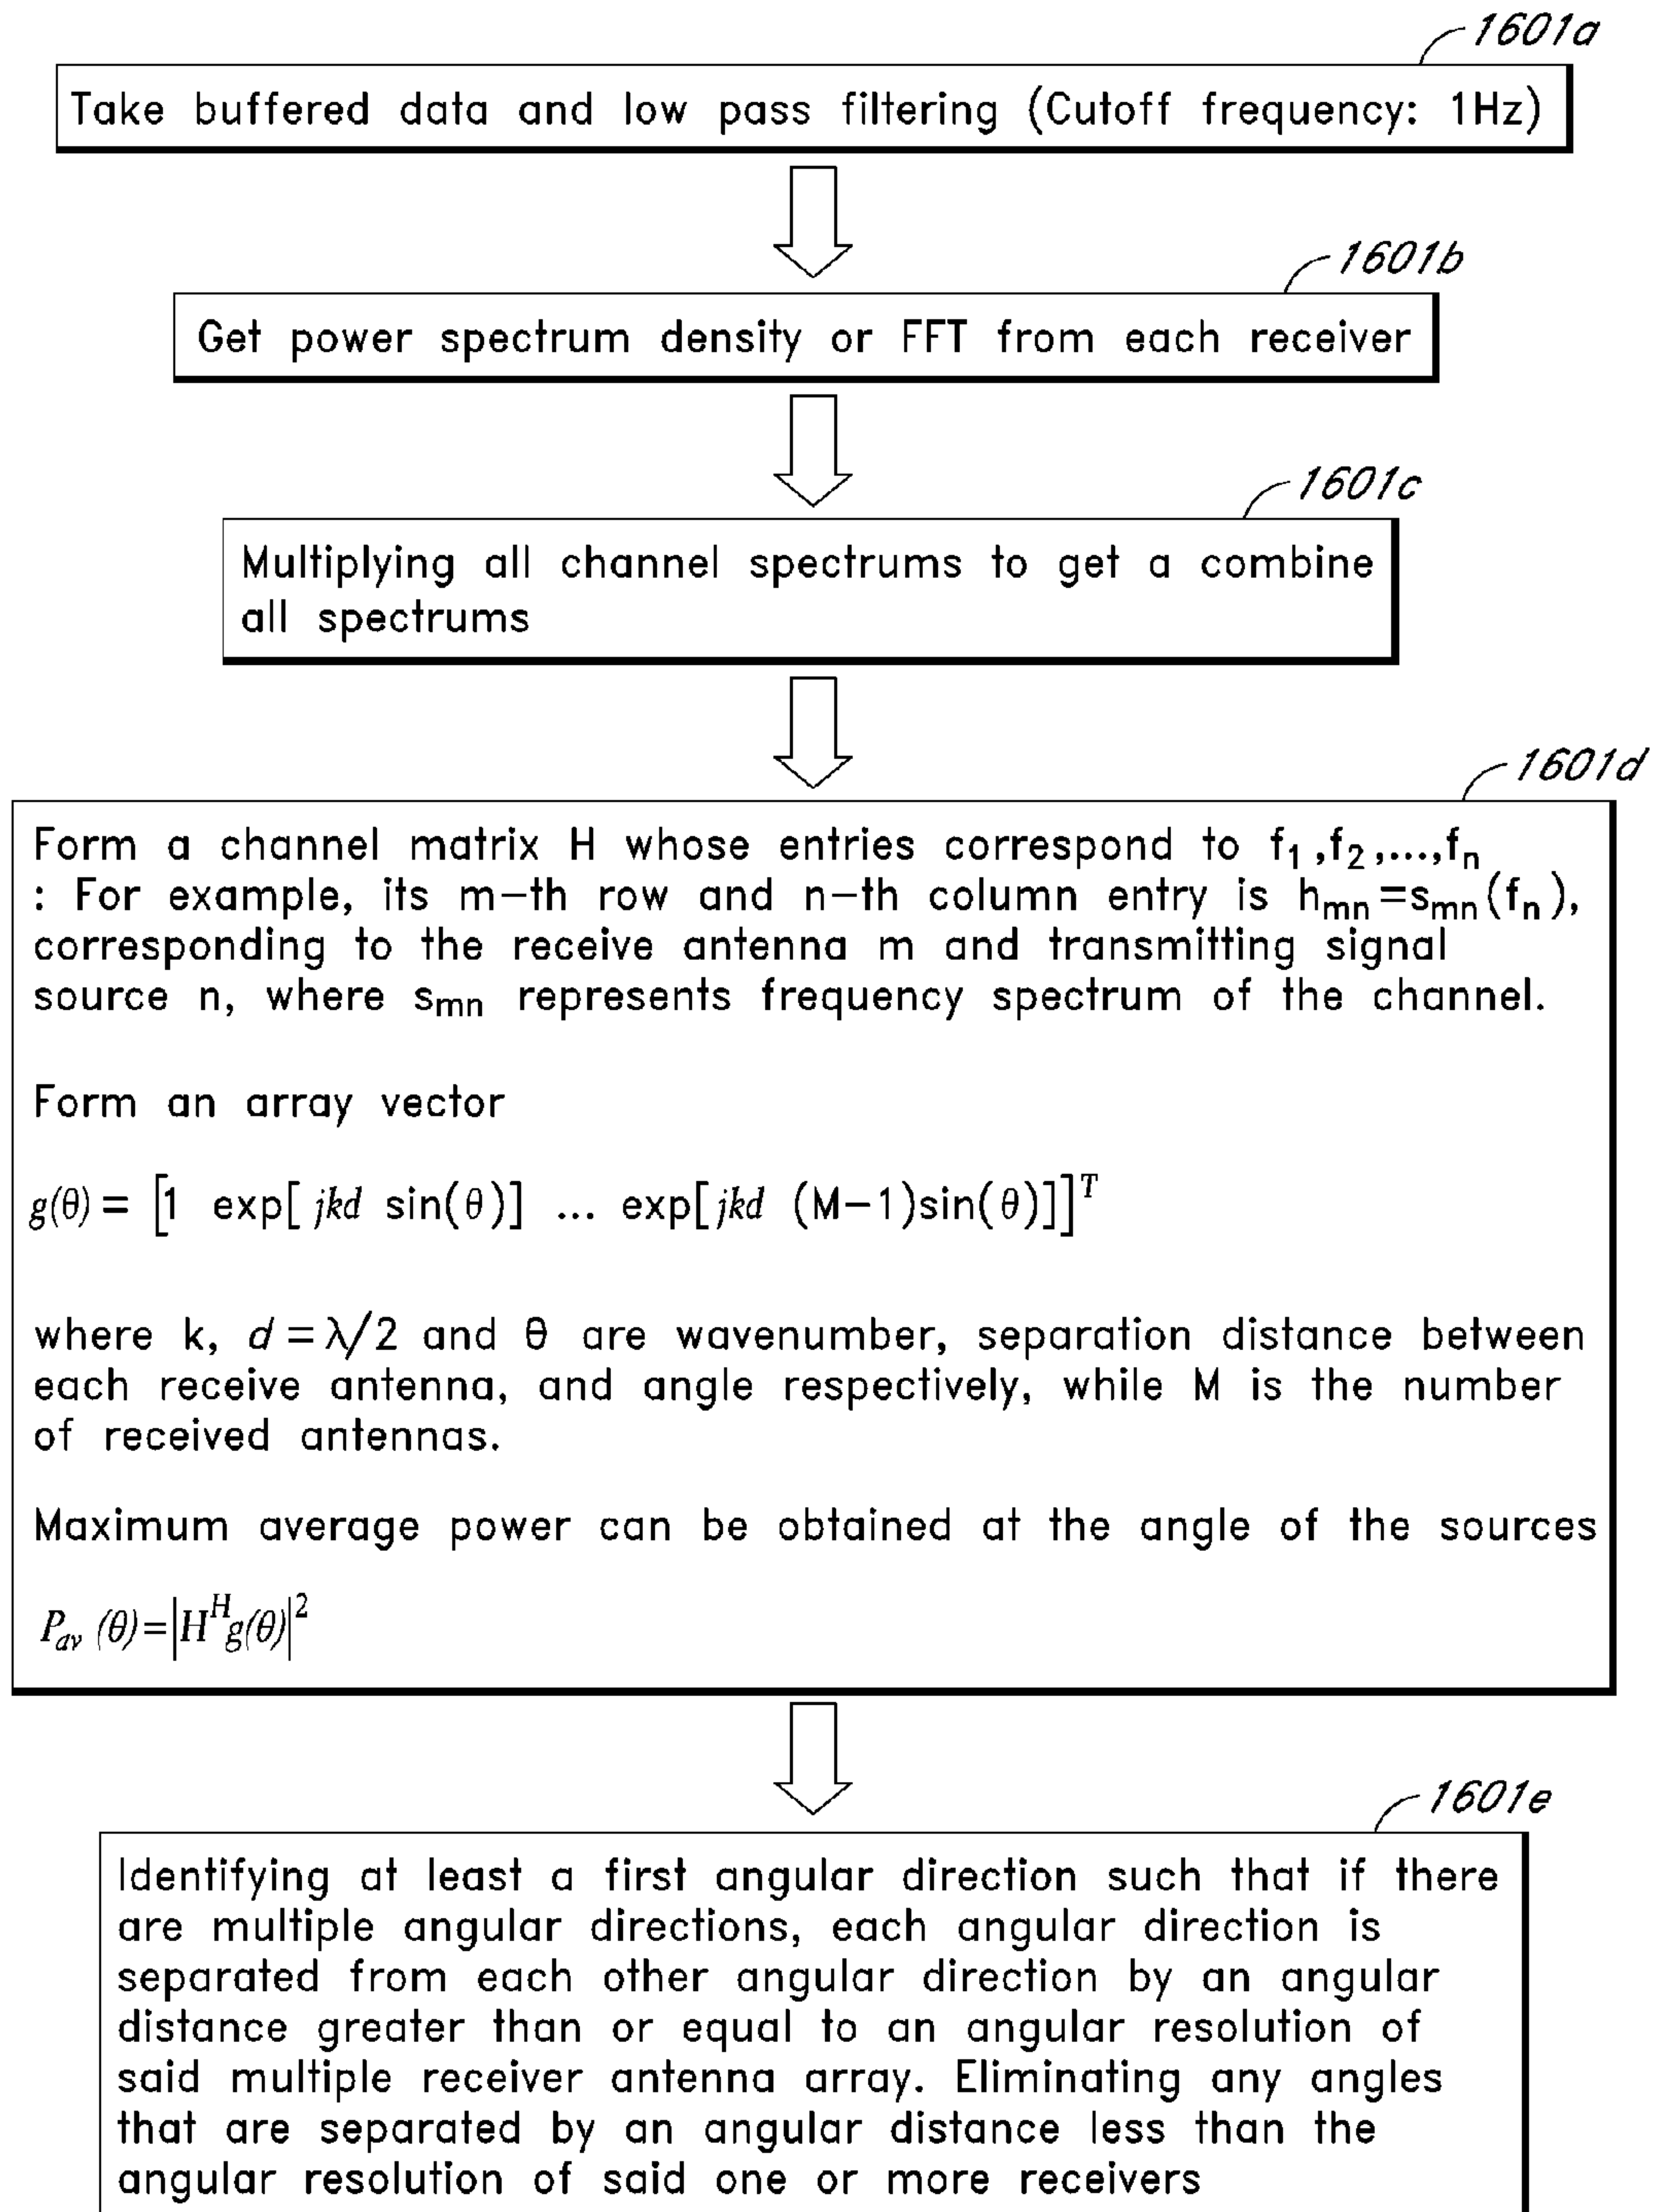 1601a
Take buffered data and low pass filtering (Cutoff frequency: 1Hz)
1601b
Get power spectrum density or FFT from each receiver
1601c
Multiplying all channel spectrums to get a combine
all spectrums
1601d
Form a channel matrix H whose entries correspond to f₁,f₂,...,fₙ
: For example, its m-th row and n-th column entry is hₘₙ=sₘₙ(fₙ),
corresponding to the receive antenna m and transmitting signal
source n, where sₘₙ represents frequency spectrum of the channel.
Form an array vector
g(θ) = [1 exp[jkd sin(θ)] ... exp[jkd (M-1)sin(θ)]]ᵀ
where k, d=λ/2 and θ are wavenumber, separation distance between
each receive antenna, and angle respectively, while M is the number
of received antennas.
Maximum average power can be obtained at the angle of the sources
P_av (θ)=|Hᴴg(θ)|²
1601e
Identifying at least a first angular direction such that if there
are multiple angular directions, each angular direction is
separated from each other angular direction by an angular
distance greater than or equal to an angular resolution of
said multiple receiver antenna array. Eliminating any angles
that are separated by an angular distance less than the
angular resolution of said one or more receivers